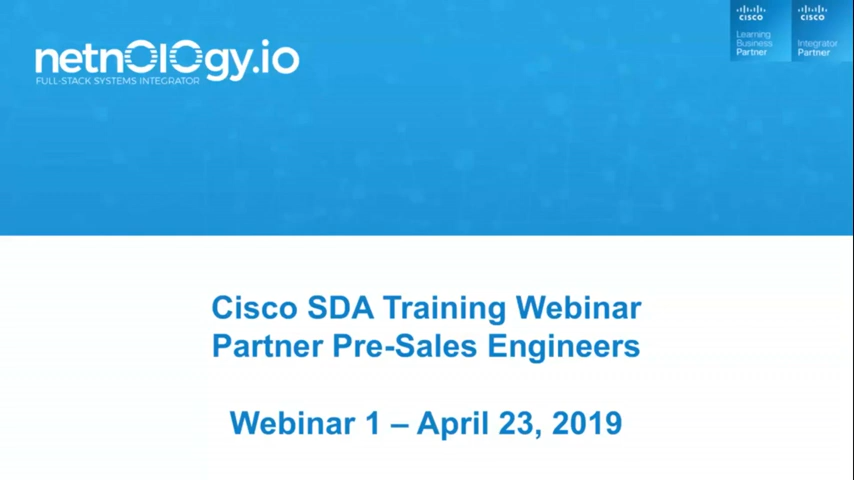 netnOlOgy.io
FULL-STACK SYSTEMS INTEGRATOR
CISCO
Learning
Business
Partner
CISCO
Integrator
Partner
Cisco SDA Training Webinar
Partner Pre-Sales Engineers
Webinar 1 – April 23, 2019